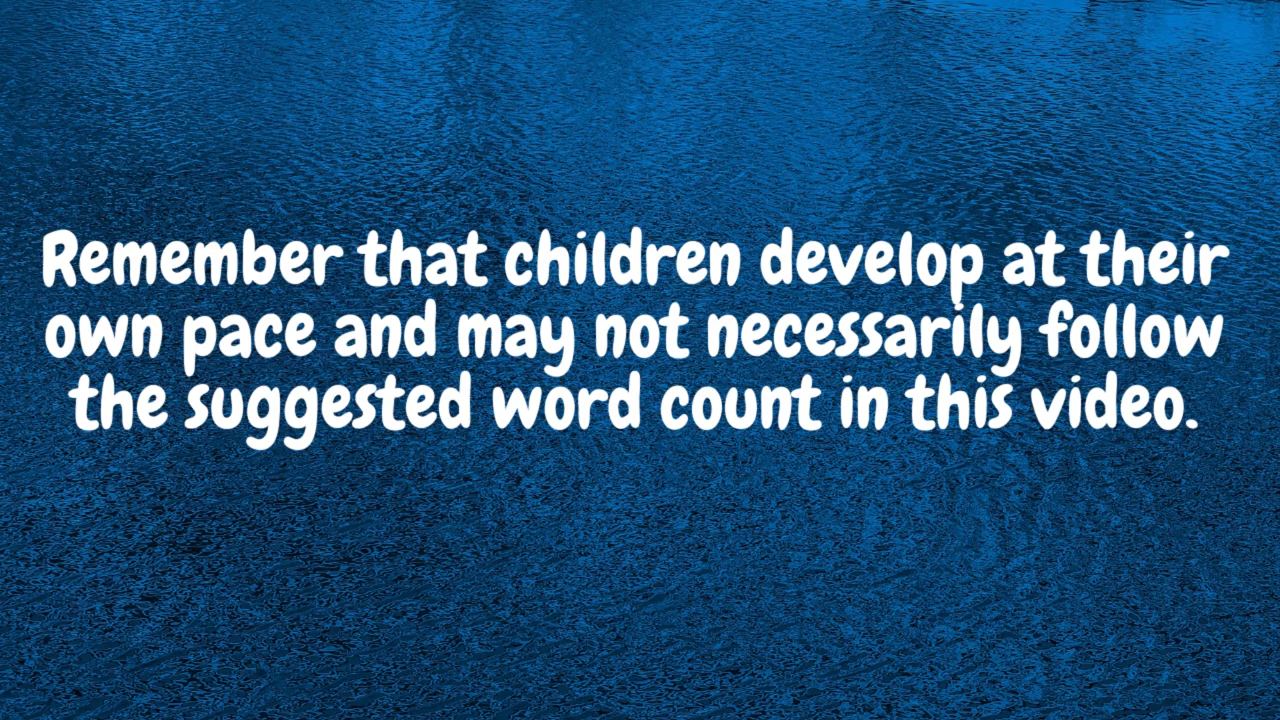 Remember that children develop at their
own pace and may not necessarily follow
the suggested word count in this video.